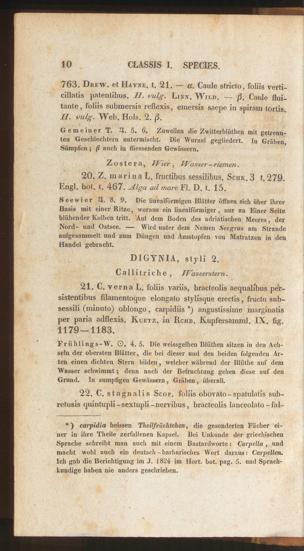 10 CLASSIS I. SPECIES.
763. Drew. et Hayne, t. 21. — α. Caule stricto, foliis verti-
cillatis patentibus. H. vulg. Linn. Willd. — β. Caule flui-
tante, foliis submersis reflexis, emersis saepe in spiram tortis.
H. vulg. Web. Hols. 2. β.
Gemeiner T. ♃. 5. 6. Zuweilen die Zwitterblüthen mit getrenn-
ten Geschlechtern untermischt. Die Wurzel gegliedert. In Gräben,
Sümpfen; β auch in fliessenden Gewässern.
Zostera, Wier, Wasser-riemen.
20. Z. marina L. fructibus sessilibus, Schk. 3 t. 279.
Engl. bot. t. 467. Alga ad mare Fl. D. t. 15.
Seewier ♃. 8. 9. Die linealförmigen Blätter öffnen sich über ihrer
Basis mit einer Ritze, woraus ein linealförmiger, nur an Einer Seite
blühender Kolben tritt. Auf dem Boden des adriatischen Meeres, der
Nord- und Ostsee. — Wird unter dem Namen Seegras am Strande
aufgesammelt und zum Düngen und Ausstopfen von Matratzen in den
Handel gebracht.
DIGYNIA, styli 2.
Callitriche, Wasserstern.
21. C. verna L. foliis variis, bracteolis aequalibus per-
sistentibus filamentoque elongato stylisque erectis, fructu sub-
sessili (minuto) oblongo, carpidiis *) angustissime marginatis
per paria adflexis, Kuetz. in Rchb. Kupfersamml. IX. fig.
1179—1183.
Frühlings-W. ☉. 4. 5. Die weissgelben Blüthen sitzen in den Ach-
seln der obersten Blätter, die bei dieser und den beiden folgenden Ar-
ten einen dichten Stern bilden, welcher während der Blüthe auf dem
Wasser schwimmt; denn nach der Befruchtung gehen diese auf den
Grund. In sumpfigen Gewässern, Gräben, überall.
22. C. stagnalis Scop. foliis obovato-spatulatis sub-
retusis quintupli-sextupli-nervibus, bracteolis lanceolato-fal-
*) carpidia heissen Theilfrüchtchen, die gesonderten Fächer ei-
ner in ihre Theile zerfallenen Kapsel. Bei Unkunde der griechischen
Sprache schreibt man auch mit einem Bastardworte: Carpella, und
macht wohl auch ein deutsch-barbarisches Wort daraus: Carpellen.
Ich gab die Berichtigung im J. 1824 im Hort. bot. pag. 5. und Sprach-
kundige haben nie anders geschrieben.